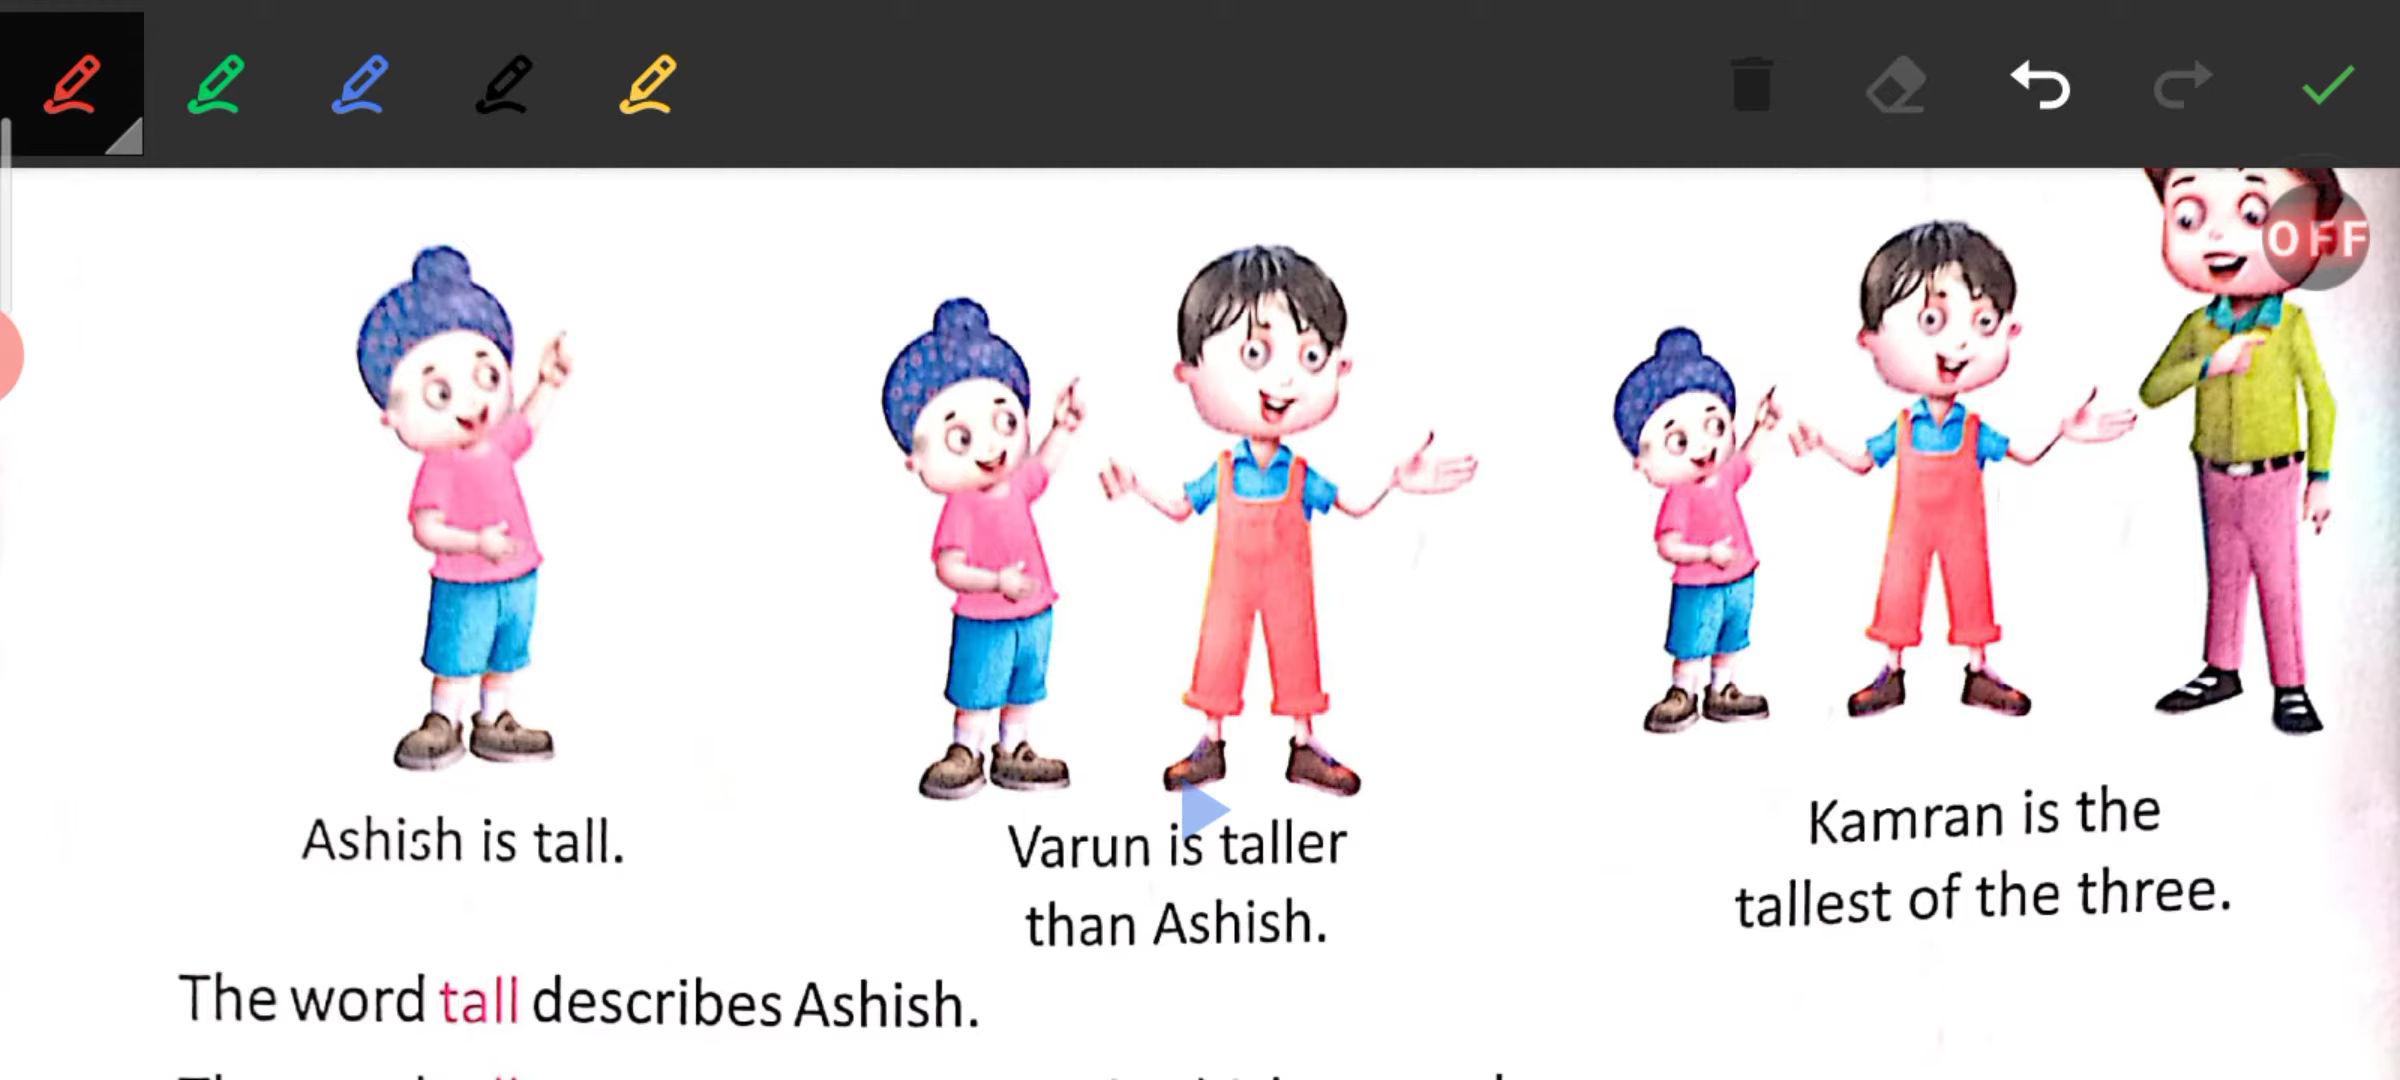 OFF
Ashish is tall.
Varun is taller
than Ashish.
Kamran is the
tallest of the three.
The word tall describes Ashish.